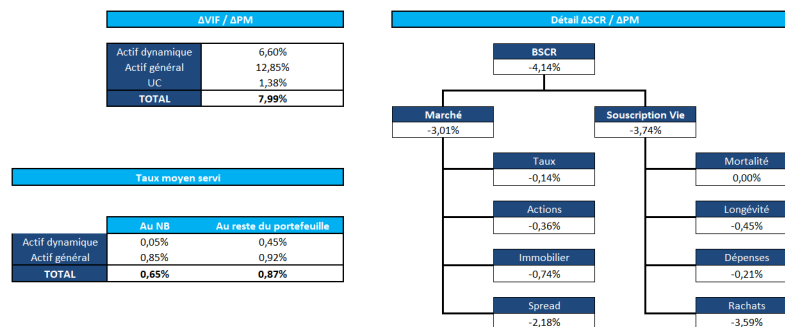 ΔVIF / ΔPM
Actif dynamique 6,60%
Actif général 12,85%
UC 1,38%
TOTAL 7,99%
Taux moyen servi
Au NB Au reste du portefeuille
Actif dynamique 0,05% 0,45%
Actif général 0,85% 0,92%
TOTAL 0,65% 0,87%
Détail ΔSCR / ΔPM
BSCR
-4,14%
Marché Souscription Vie
-3,01% -3,74%
Taux Mortalité
-0,14% 0,00%
Actions Longévité
-0,36% -0,45%
Immobilier Dépenses
-0,74% -0,21%
Spread Rachats
-2,18% -3,59%